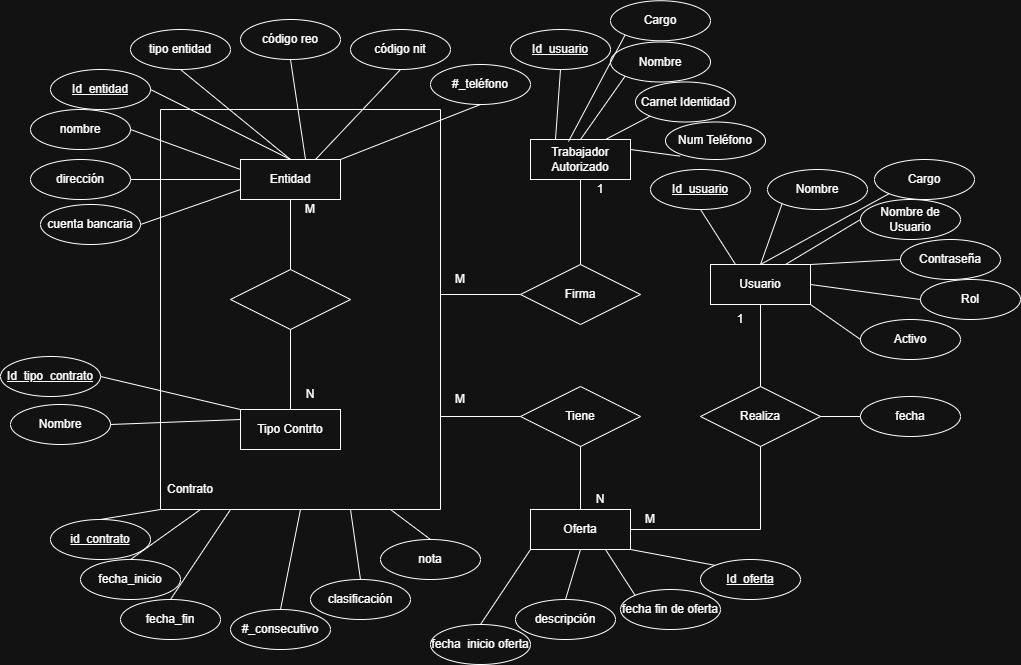 Cargo
código reo
tipo entidad
código nit
Id_usuario
Nombre
#_teléfono
Id_entidad
Carnet Identidad
nombre
Num Teléfono
Trabajador
Autorizado
dirección
Entidad
1
Id_usuario
Nombre
Cargo
M
cuenta bancaria
Nombre de
Usuario
Contraseña
M
Firma
Usuario
Rol
1
Activo
Id_tipo_contrato
N
M
Nombre
Tipo Contrto
Tiene
Realiza
fecha
Contrato
N
M
Oferta
id_contrato
nota
fecha_inicio
Id_oferta
clasificación
fecha fin de oferta
fecha_fin
descripción
#_consecutivo
fecha inicio oferta